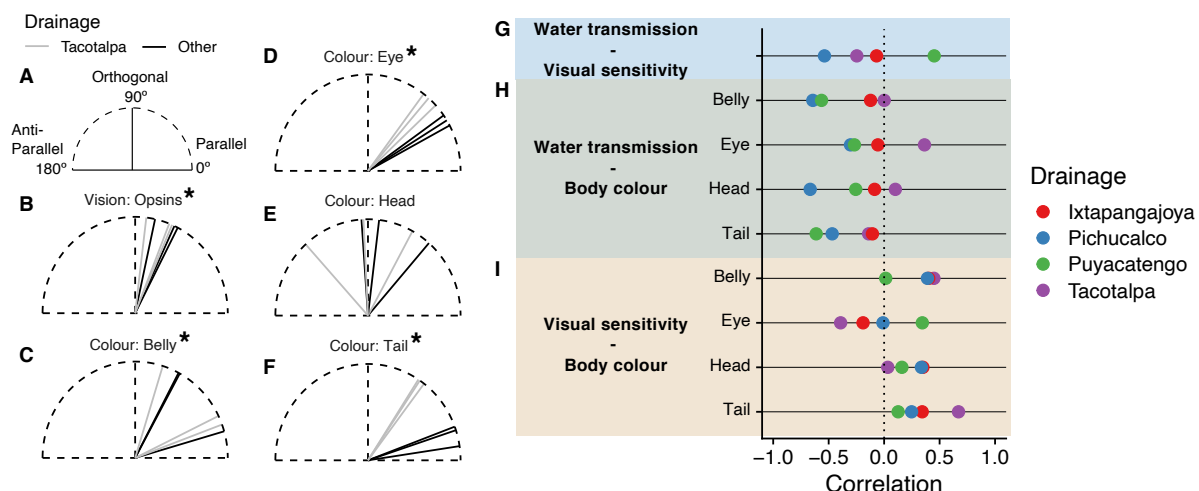 Drainage
Tacotalpa
Other
A
Orthogonal
90º
Anti-
Parallel
180º
Parallel
0º
B
Vision: Opsins*
C
Colour: Belly*
D
Colour: Eye*
E
Colour: Head
F
Colour: Tail*
G
Water transmission
-
Visual sensitivity
H
Water transmission
-
Body colour
Belly
Eye
Head
Tail
I
Visual sensitivity
-
Body colour
Belly
Eye
Head
Tail
−1.0 −0.5 0.0 0.5 1.0
Correlation
Drainage
Ixtapangajoya
Pichucalco
Puyacatengo
Tacotalpa